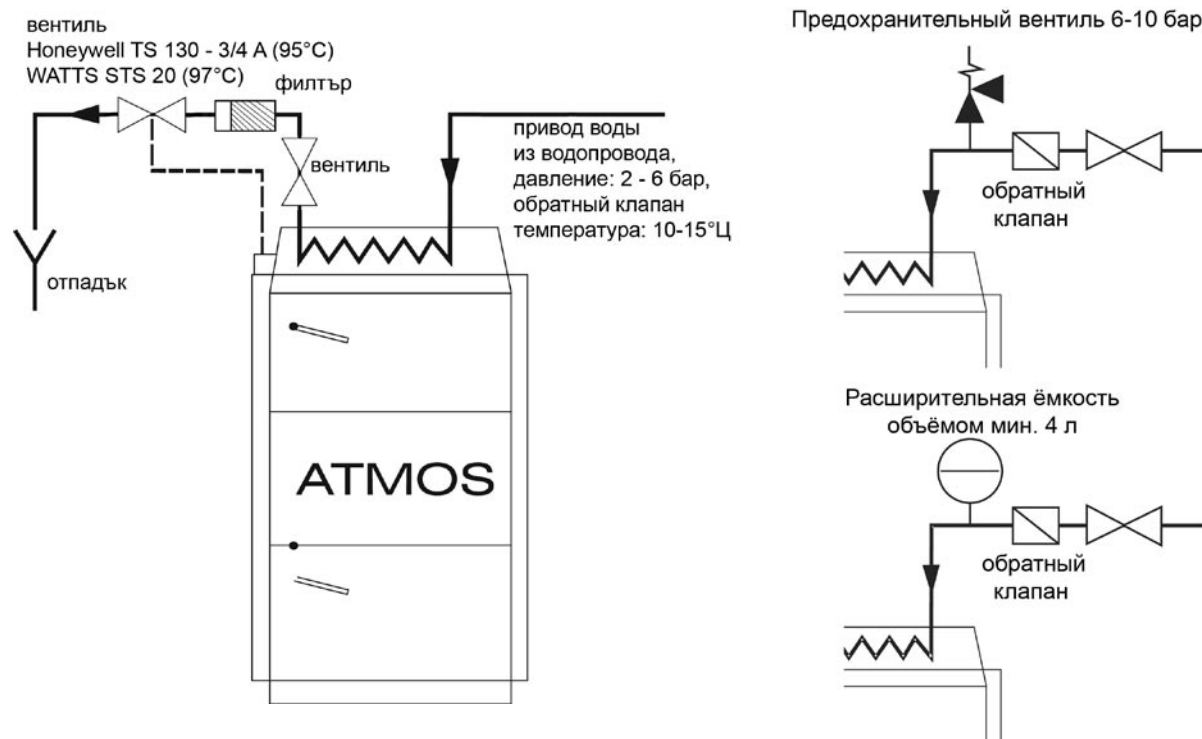 вентиль
Honeywell TS 130 - 3/4 A (95°C)
WATTS STS 20 (97°C)
филтър
вентиль
привод воды
из водопровода,
давление: 2 - 6 бар,
обратный клапан
температура: 10-15°Ц
отпадък
ATMOS
Предохранительный вентиль 6-10 бар
обратный
клапан
Расширительная ёмкость
объёмом мин. 4 л
обратный
клапан